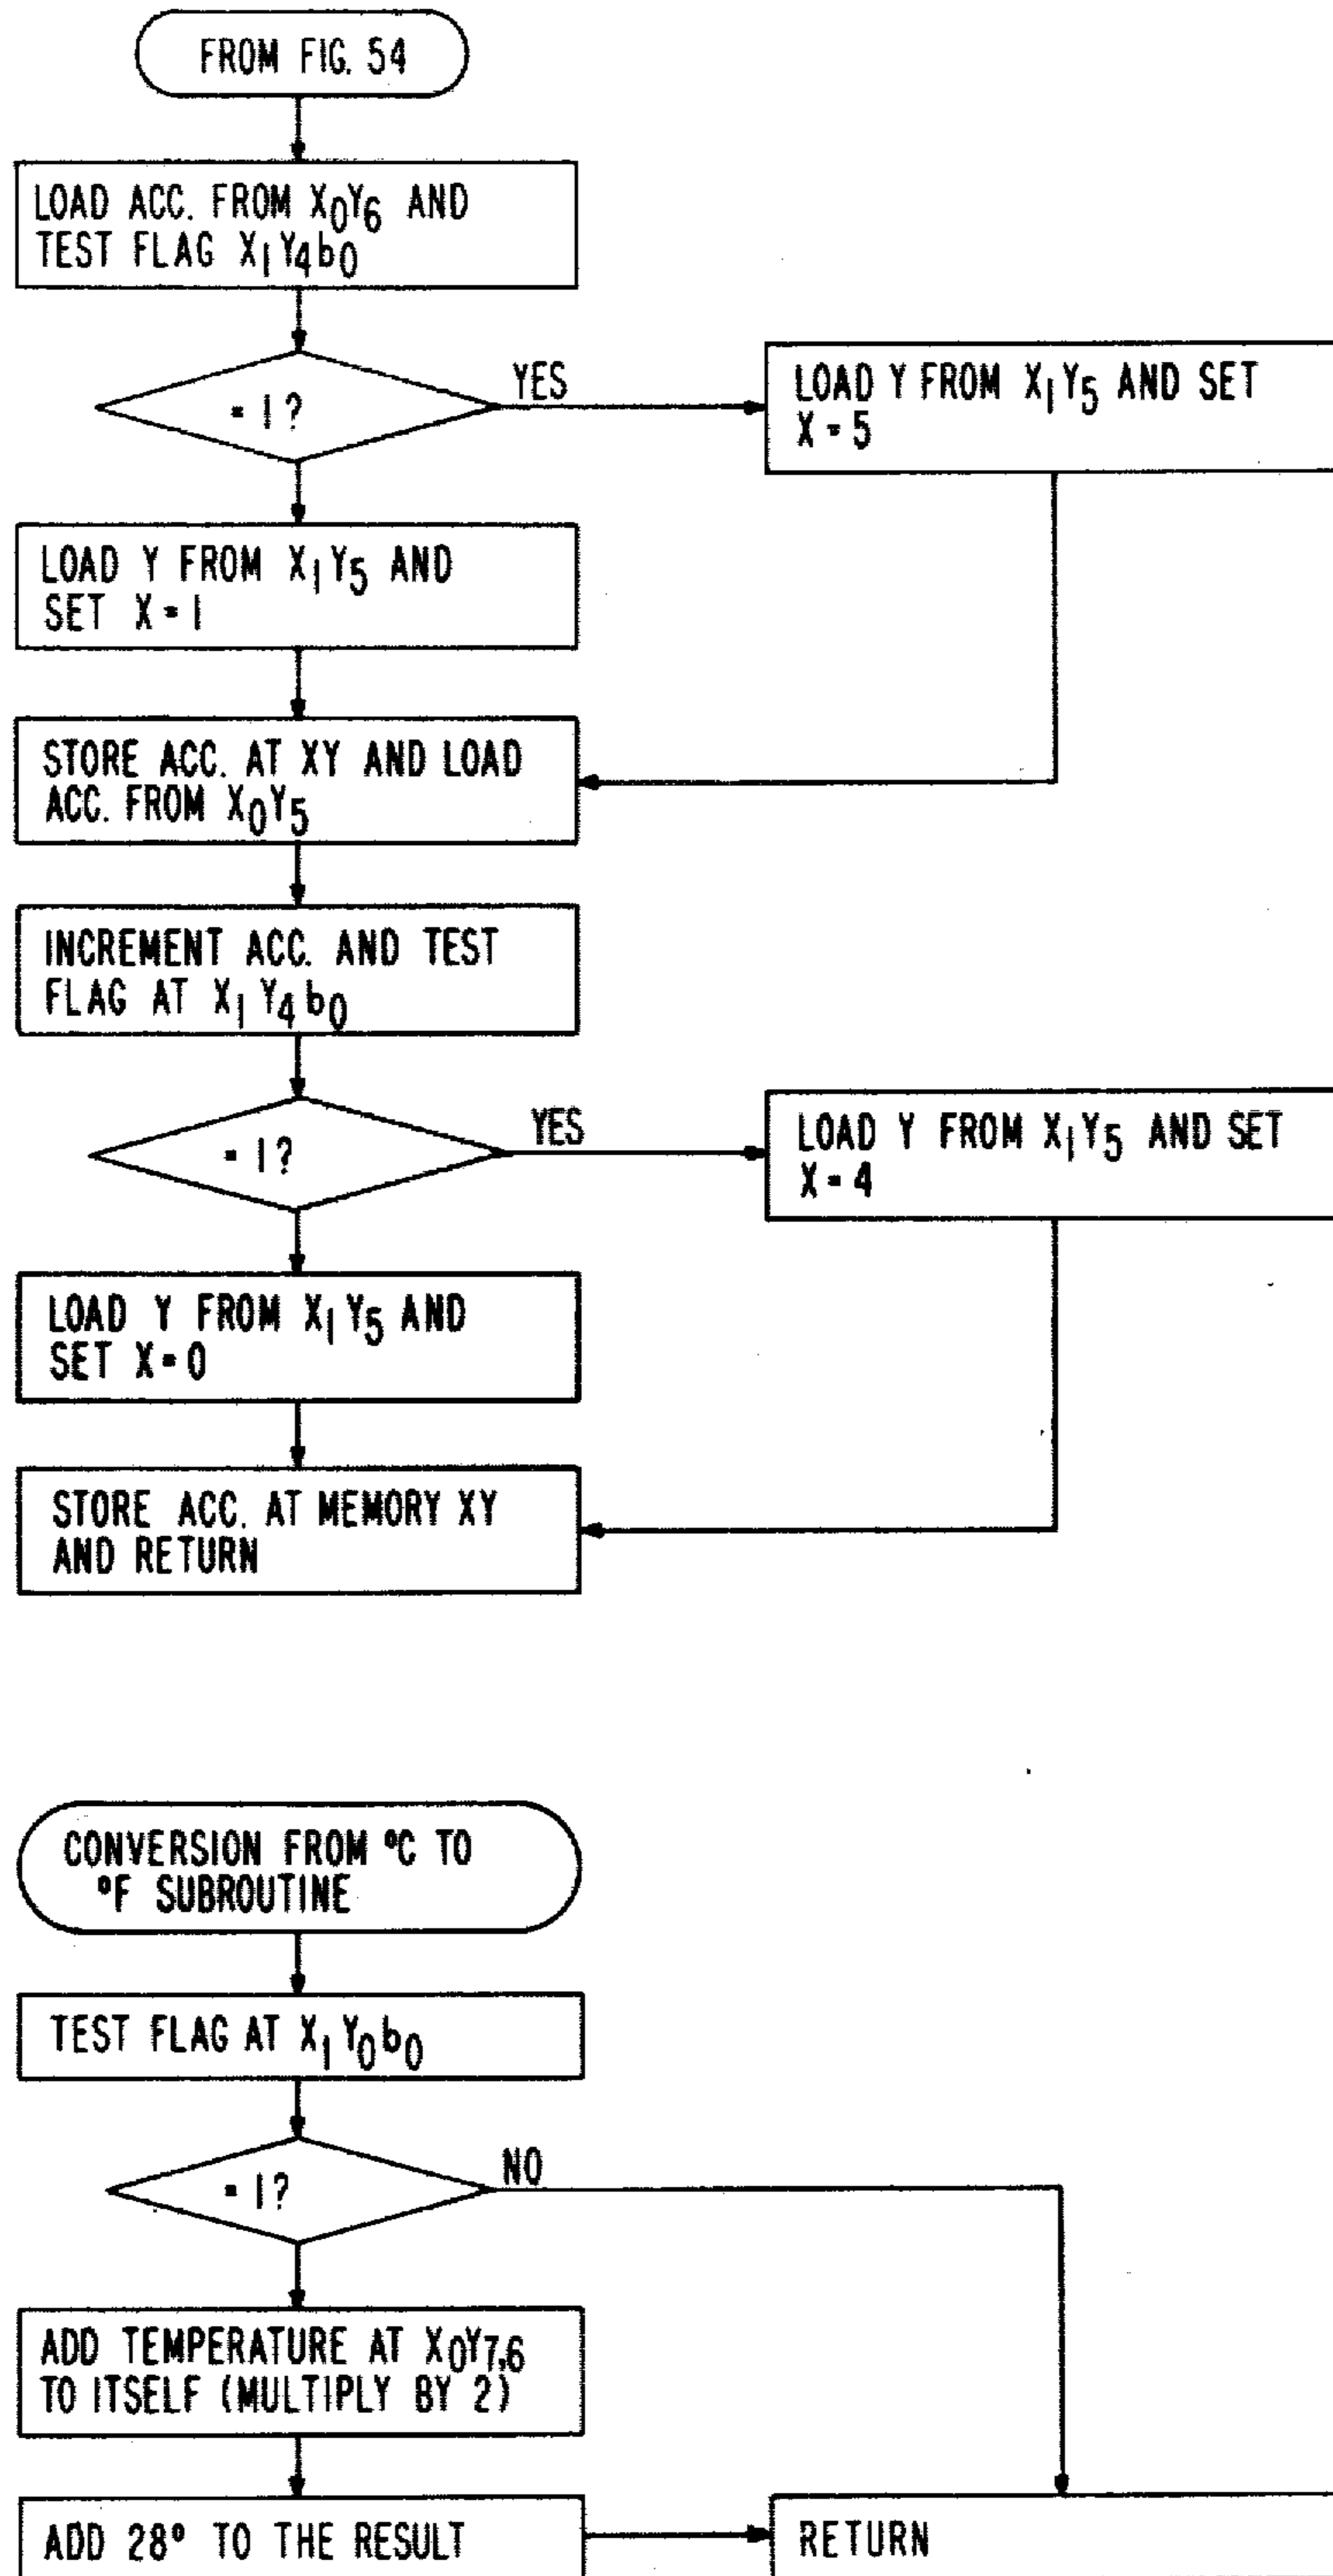 FROM FIG. 54
LOAD ACC. FROM X₀Y₆ AND
TEST FLAG X₁Y₄b₀
= 1 ?
YES
LOAD Y FROM X₁Y₅ AND SET
X = 5
LOAD Y FROM X₁Y₅ AND
SET X = 1
STORE ACC. AT XY AND LOAD
ACC. FROM X₀Y₅
INCREMENT ACC. AND TEST
FLAG AT X₁Y₄b₀
= 1 ?
YES
LOAD Y FROM X₁Y₅ AND SET
X = 4
LOAD Y FROM X₁Y₅ AND
SET X = 0
STORE ACC. AT MEMORY XY
AND RETURN
CONVERSION FROM °C TO
°F SUBROUTINE
TEST FLAG AT X₁Y₀b₀
= 1 ?
NO
ADD TEMPERATURE AT X₀Y₇,₆
TO ITSELF (MULTIPLY BY 2)
ADD 28° TO THE RESULT
RETURN